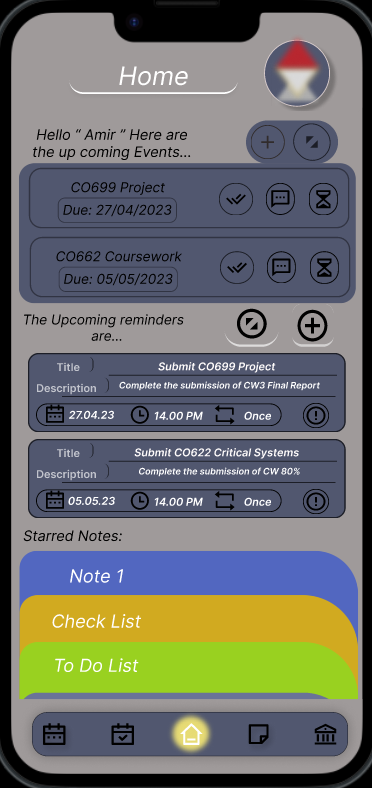 Home
Hello “ Amir ” Here are
the up coming Events...
CO699 Project
Due: 27/04/2023
CO662 Coursework
Due: 05/05/2023
The Upcoming reminders
are...
Title ) Submit CO699 Project
Description ) Complete the submission of CW3 Final Report
27.04.23 14.00 PM Once
Title ) Submit CO622 Critical Systems
Description ) Complete the submission of CW 80%
05.05.23 14.00 PM Once
Starred Notes:
Note 1
Check List
To Do List